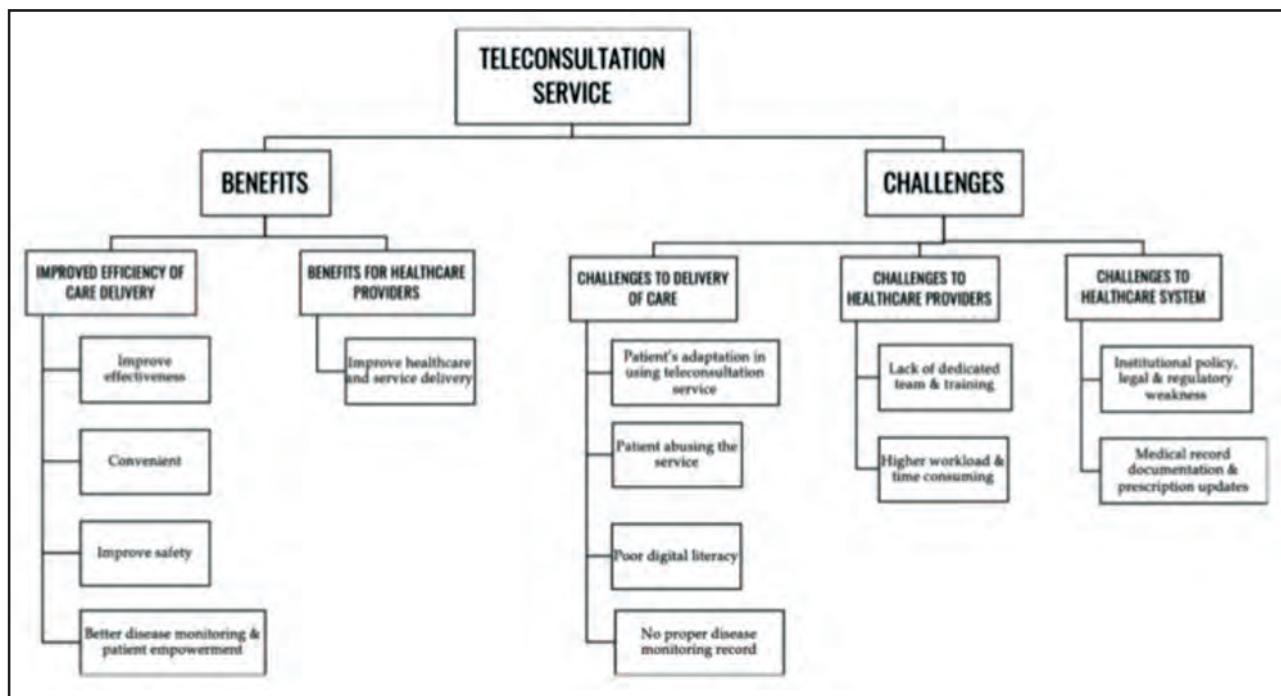 TELECONSULTATION
SERVICE
BENEFITS
CHALLENGES
IMPROVED EFFICIENCY OF
CARE DELIVERY
BENEFITS FOR HEALTHCARE
PROVIDERS
CHALLENGES TO DELIVERY
OF CARE
CHALLENGES TO
HEALTHCARE PROVIDERS
CHALLENGES TO
HEALTHCARE SYSTEM
Improve
effectiveness
Convenient
Improve safety
Better disease monitoring &
patient empowerment
Improve healthcare
and service delivery
Patient's adaptation in
using teleconsultation
service
Patient abusing the
service
Poor digital literacy
No proper disease
monitoring record
Lack of dedicated
team & training
Higher workload &
time consuming
Institutional policy,
legal & regulatory
weakness
Medical record
documentation &
prescription updates